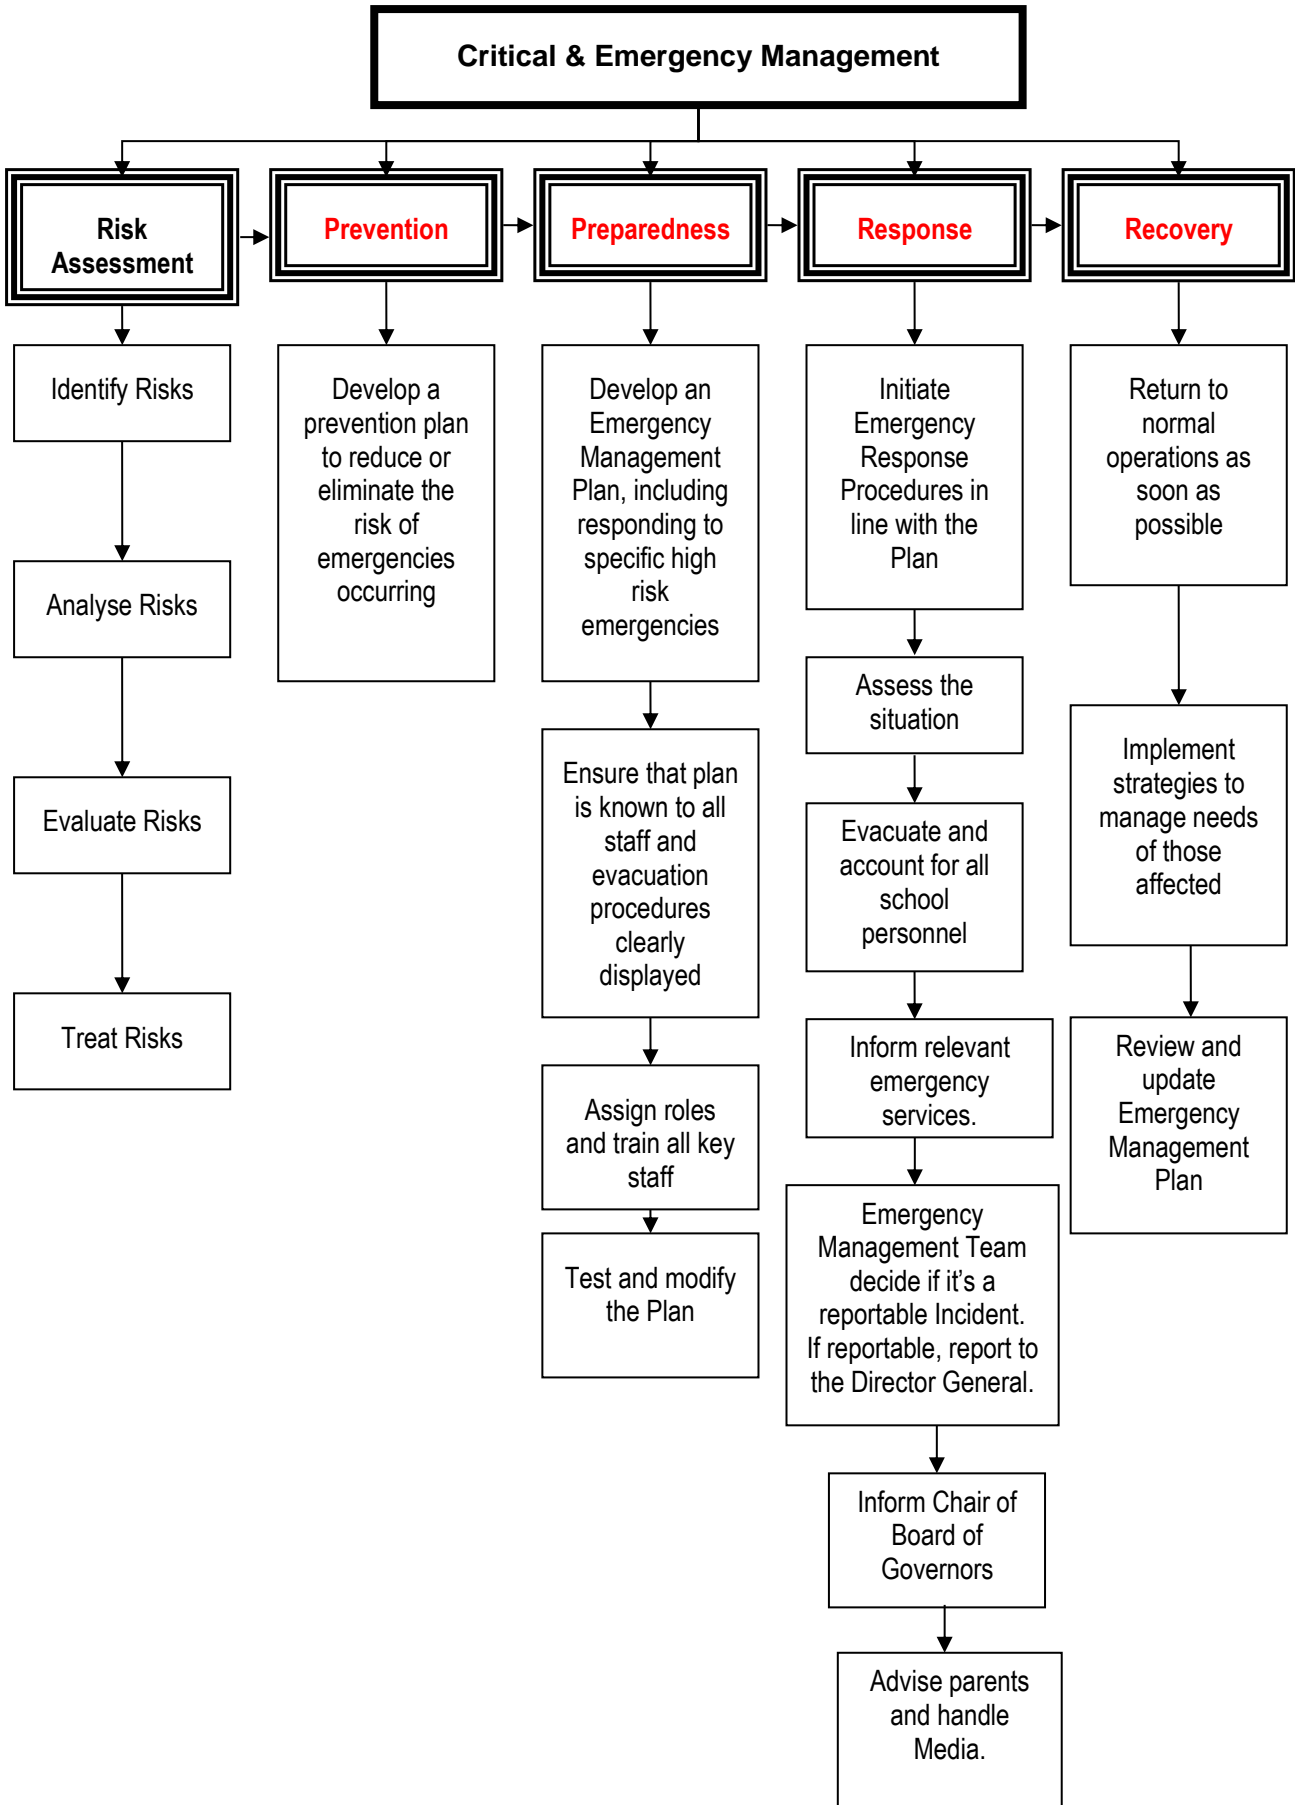 Critical & Emergency Management
Risk
Assessment
Prevention
Preparedness
Response
Recovery
Identify Risks
Analyse Risks
Evaluate Risks
Treat Risks
Develop a
prevention plan
to reduce or
eliminate the
risk of
emergencies
occurring
Develop an
Emergency
Management
Plan, including
responding to
specific high
risk
emergencies
Ensure that plan
is known to all
staff and
evacuation
procedures
clearly
displayed
Assign roles
and train all key
staff
Test and modify
the Plan
Initiate
Emergency
Response
Procedures in
line with the
Plan
Assess the
situation
Evacuate and
account for all
school
personnel
Inform relevant
emergency
services.
Emergency
Management Team
decide if it’s a
reportable Incident.
If reportable, report to
the Director General.
Inform Chair of
Board of
Governors
Advise parents
and handle
Media.
Return to
normal
operations as
soon as
possible
Implement
strategies to
manage needs
of those
affected
Review and
update
Emergency
Management
Plan